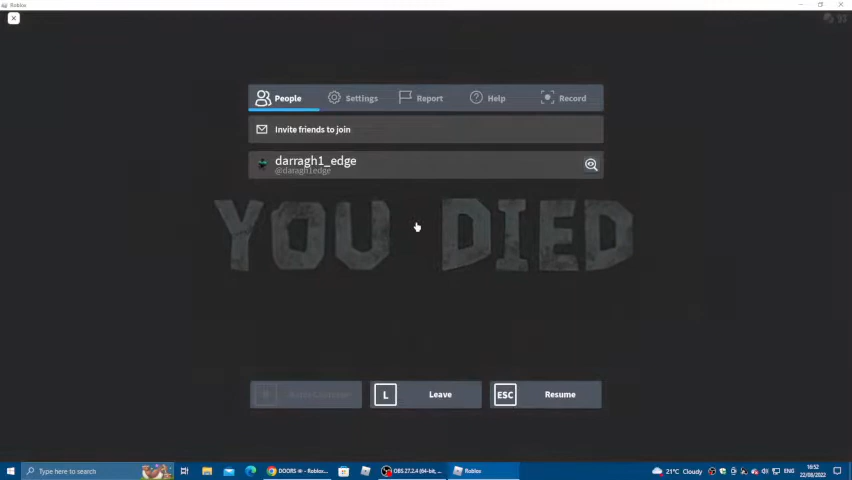 Roblox
People Settings Report Help Record
Invite friends to join
darragh1_edge
@daragh1edge
YOU DIED
L Leave ESC Resume
Type here to search
DOORS 👁 - Roblox...
OBS 27.2.4 (64-bit, ...
Roblox
21°C Cloudy
ENG
16:52
22/08/2022